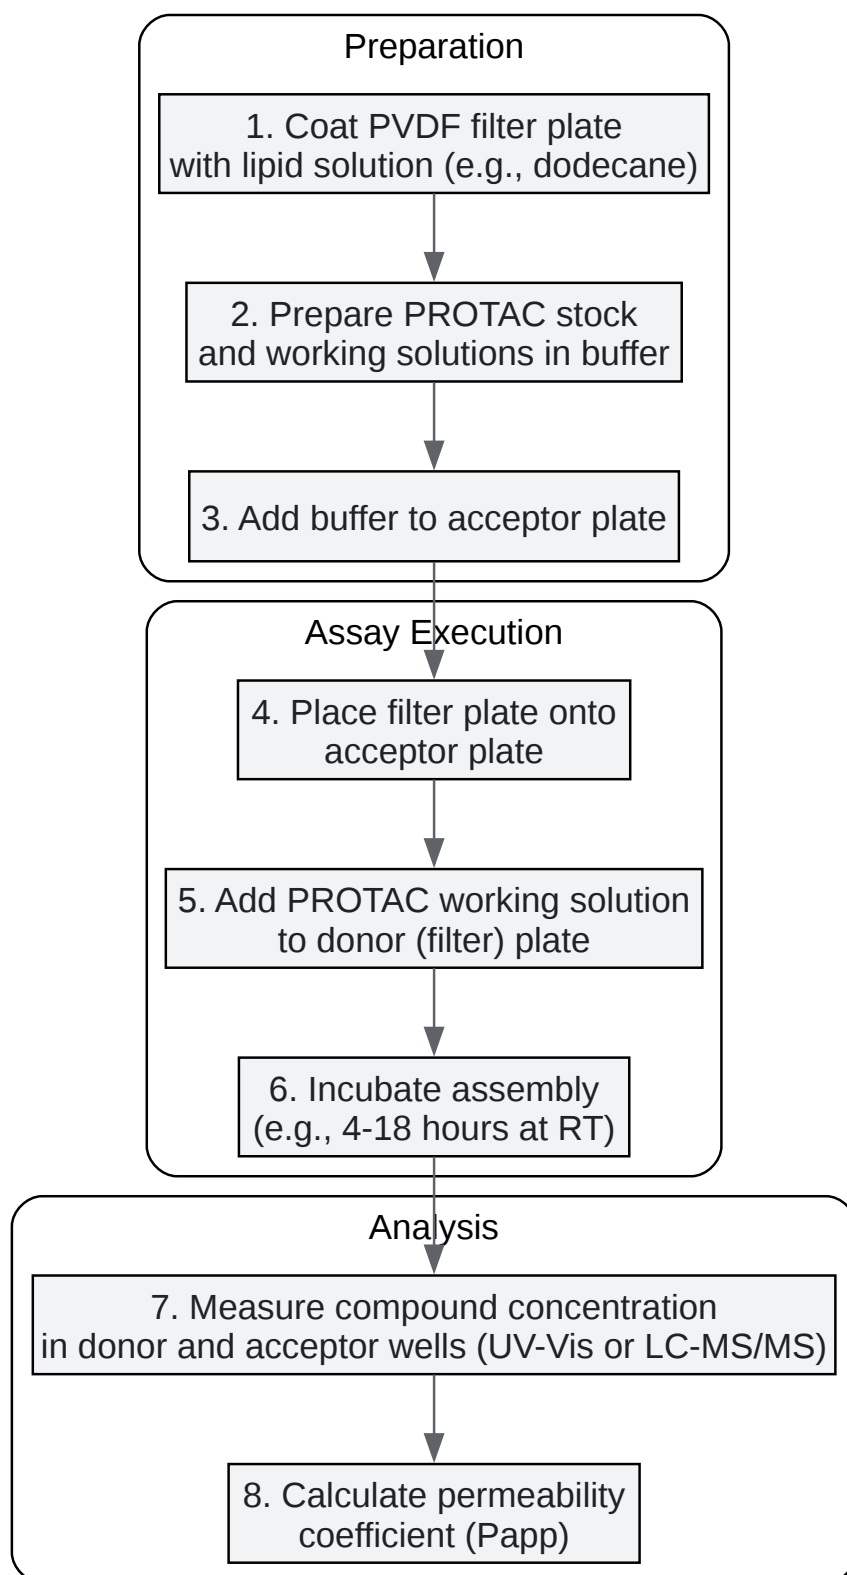 Preparation
1. Coat PVDF filter plate
with lipid solution (e.g., dodecane)
2. Prepare PROTAC stock
and working solutions in buffer
3. Add buffer to acceptor plate
Assay Execution
4. Place filter plate onto
acceptor plate
5. Add PROTAC working solution
to donor (filter) plate
6. Incubate assembly
(e.g., 4-18 hours at RT)
Analysis
7. Measure compound concentration
in donor and acceptor wells (UV-Vis or LC-MS/MS)
8. Calculate permeability
coefficient (Papp)